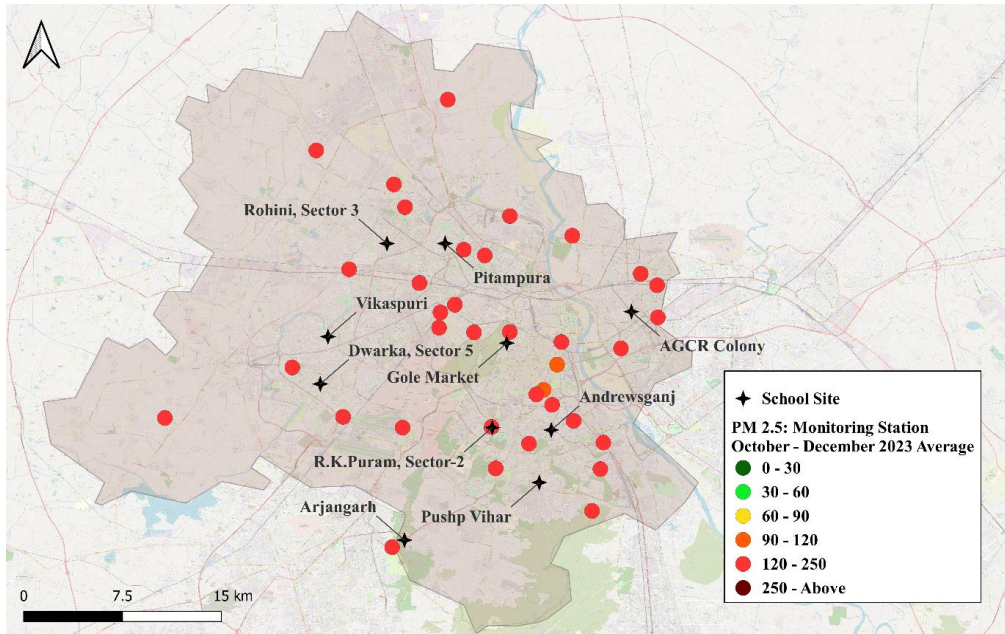 Rohini, Sector 3
Pitampura
Vikaspuri
AGCR Colony
Dwarka, Sector 5
Gole Market
Andrewsganj
R.K.Puram, Sector-2
Arjangarh
Pushp Vihar
School Site
PM 2.5: Monitoring Station
October - December 2023 Average
0 - 30
30 - 60
60 - 90
90 - 120
120 - 250
250 - Above
0 7.5 15 km